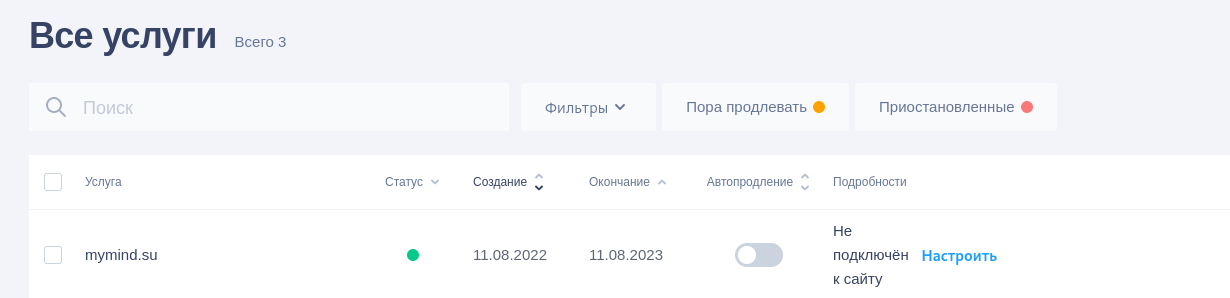 Все услуги Всего 3
Поиск Фильтры Пора продлевать Приостановленные
Услуга Статус Создание Окончание Автопродление Подробности
Не
mymind.su 11.08.2022 11.08.2023 подключён Настроить
к сайту